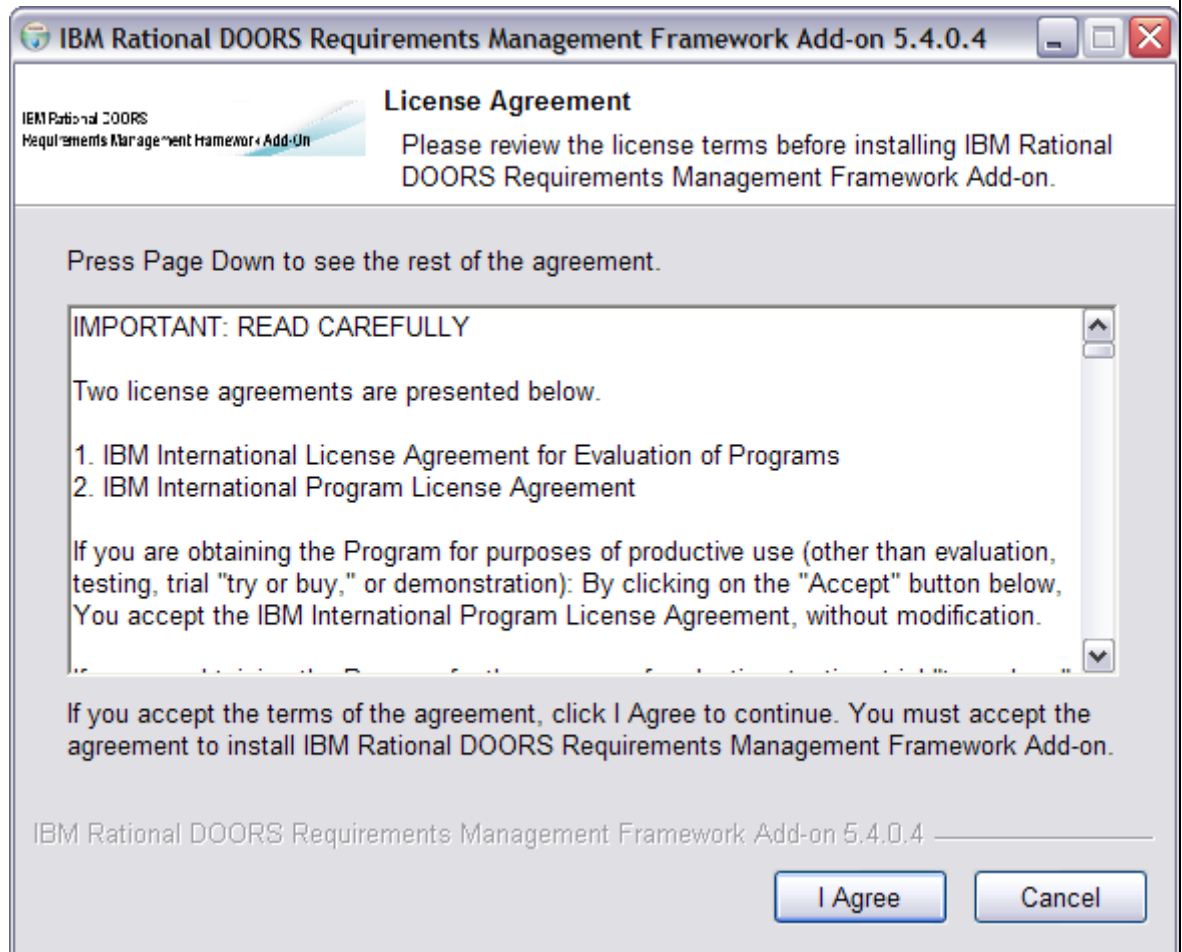 IBM Rational DOORS Requirements Management Framework Add-on 5.4.0.4
IBM Rational DOORS
Requirements Management Framework Add-On
License Agreement
Please review the license terms before installing IBM Rational
DOORS Requirements Management Framework Add-on.
Press Page Down to see the rest of the agreement.
IMPORTANT: READ CAREFULLY
Two license agreements are presented below.
1. IBM International License Agreement for Evaluation of Programs
2. IBM International Program License Agreement
If you are obtaining the Program for purposes of productive use (other than evaluation,
testing, trial "try or buy," or demonstration): By clicking on the "Accept" button below,
You accept the IBM International Program License Agreement, without modification.
If you accept the terms of the agreement, click I Agree to continue. You must accept the
agreement to install IBM Rational DOORS Requirements Management Framework Add-on.
IBM Rational DOORS Requirements Management Framework Add-on 5.4.0.4
I Agree
Cancel